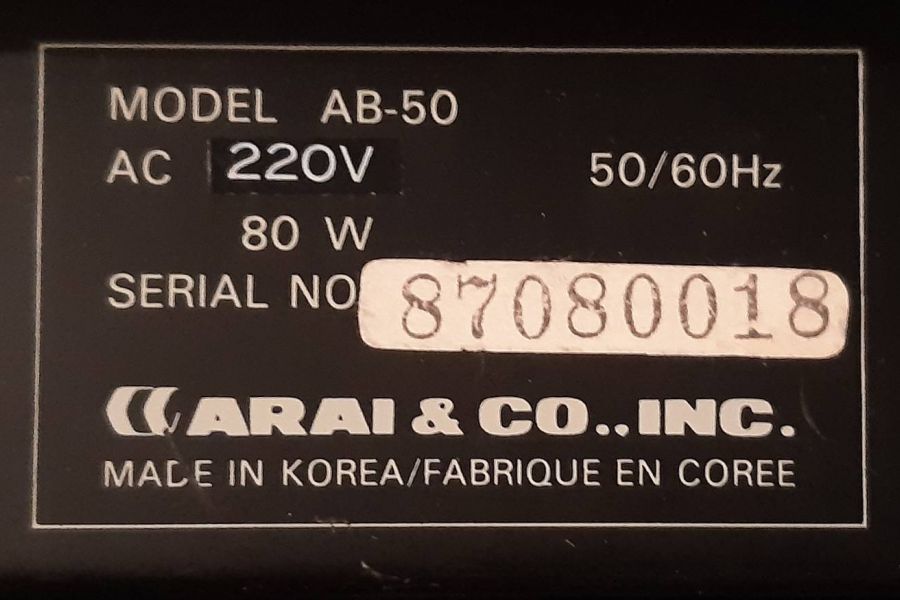 MODEL AB-50
AC 220V 50/60Hz
80 W
SERIAL NO 87080018
ARAI & CO.,.INC.
MADE IN KOREA/FABRIQUE EN COREE